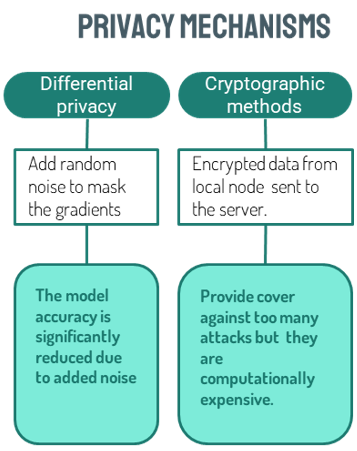 PRIVACY MECHANISMS
Differential
privacy
Add random
noise to mask
the gradients
The model
accuracy is
significantly
reduced due
to added noise
Cryptographic
methods
Encrypted data from
local node sent to
the server.
Provide cover
against too many
attacks but they
are
computationally
expensive.